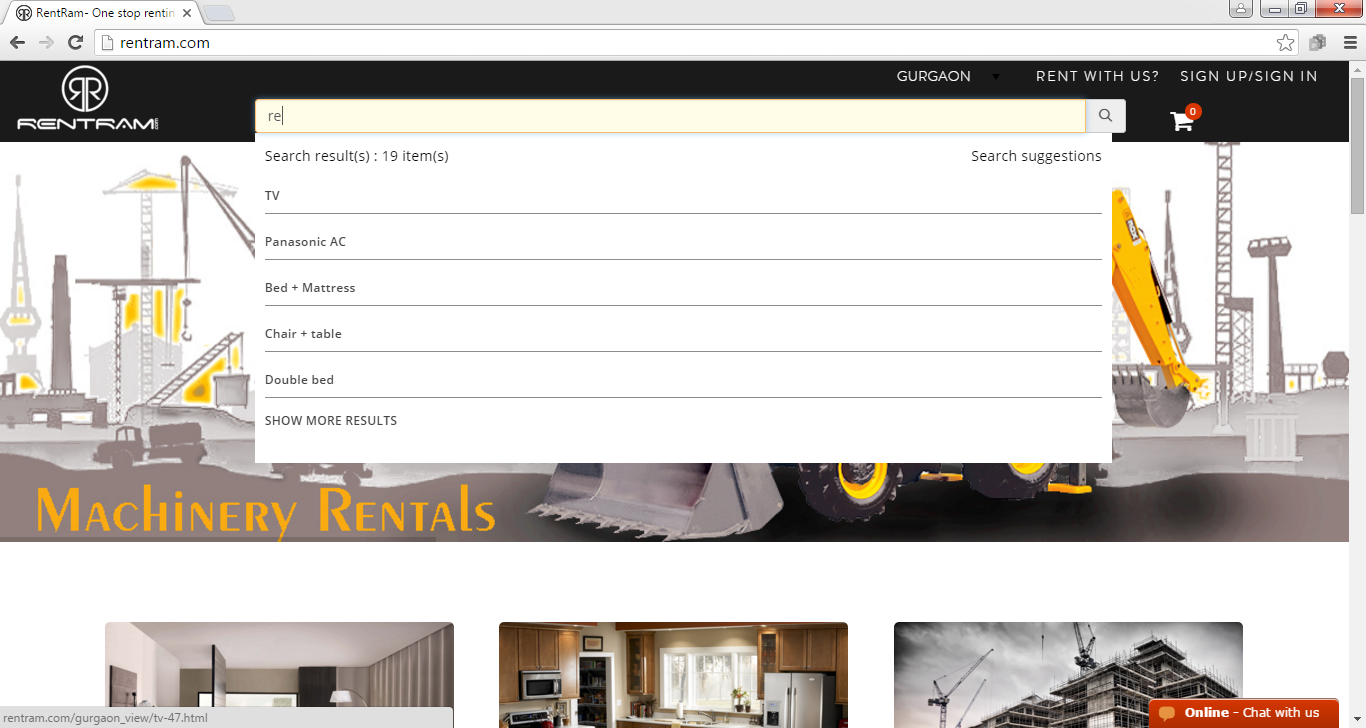 RentRam- One stop rentin
rentram.com
GURGAON
RENT WITH US?
SIGN UP/SIGN IN
RENTRAM.COM
re
0
Search result(s) : 19 item(s)
Search suggestions
TV
Panasonic AC
Bed + Mattress
Chair + table
Double bed
SHOW MORE RESULTS
Machinery Rentals
rentram.com/gurgaon_view/tv-47.html
Online - Chat with us